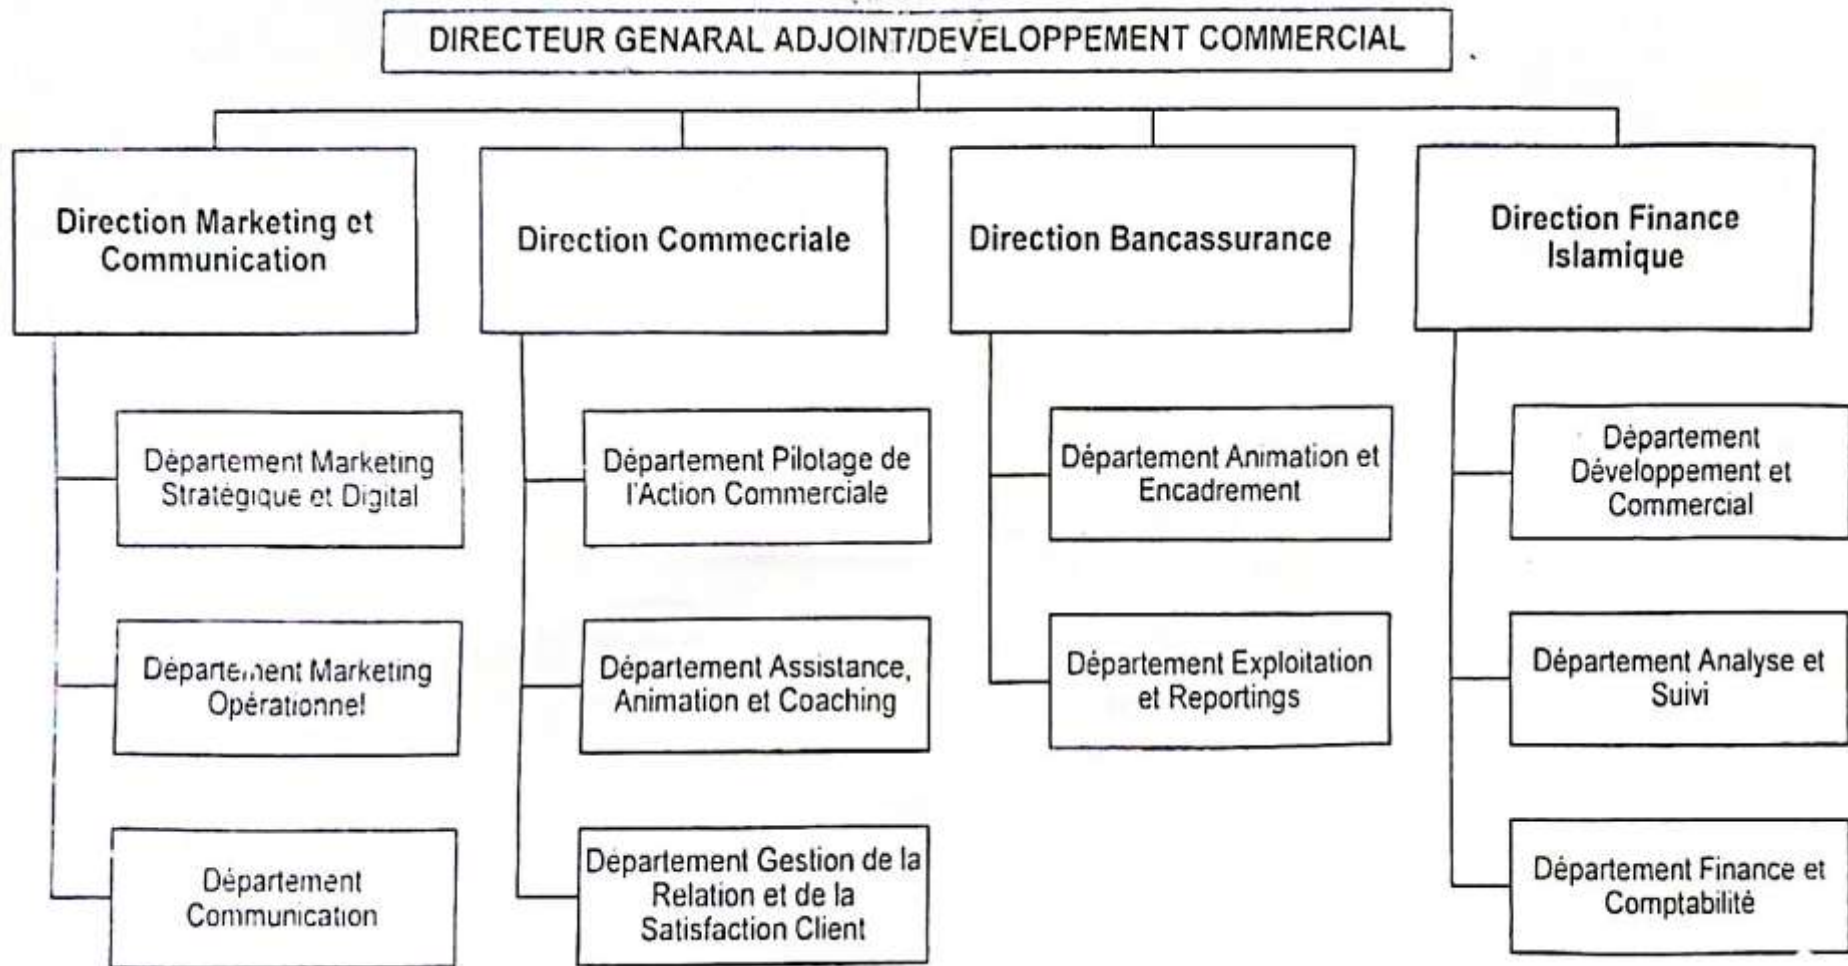 DIRECTEUR GENARAL ADJOINT/DEVELOPPEMENT COMMERCIAL
Direction Marketing et
Communication
Direction Commecriale
Direction Bancassurance
Direction Finance
Islamique
Département Marketing
Stratégique et Digital
Département Pilotage de
l'Action Commerciale
Département Animation et
Encadrement
Département
Développement et
Commercial
Département Marketing
Opérationnel
Département Assistance,
Animation et Coaching
Département Exploitation
et Reportings
Département Analyse et
Suivi
Département
Communication
Département Gestion de la
Relation et de la
Satisfaction Client
Département Finance et
Comptabilité